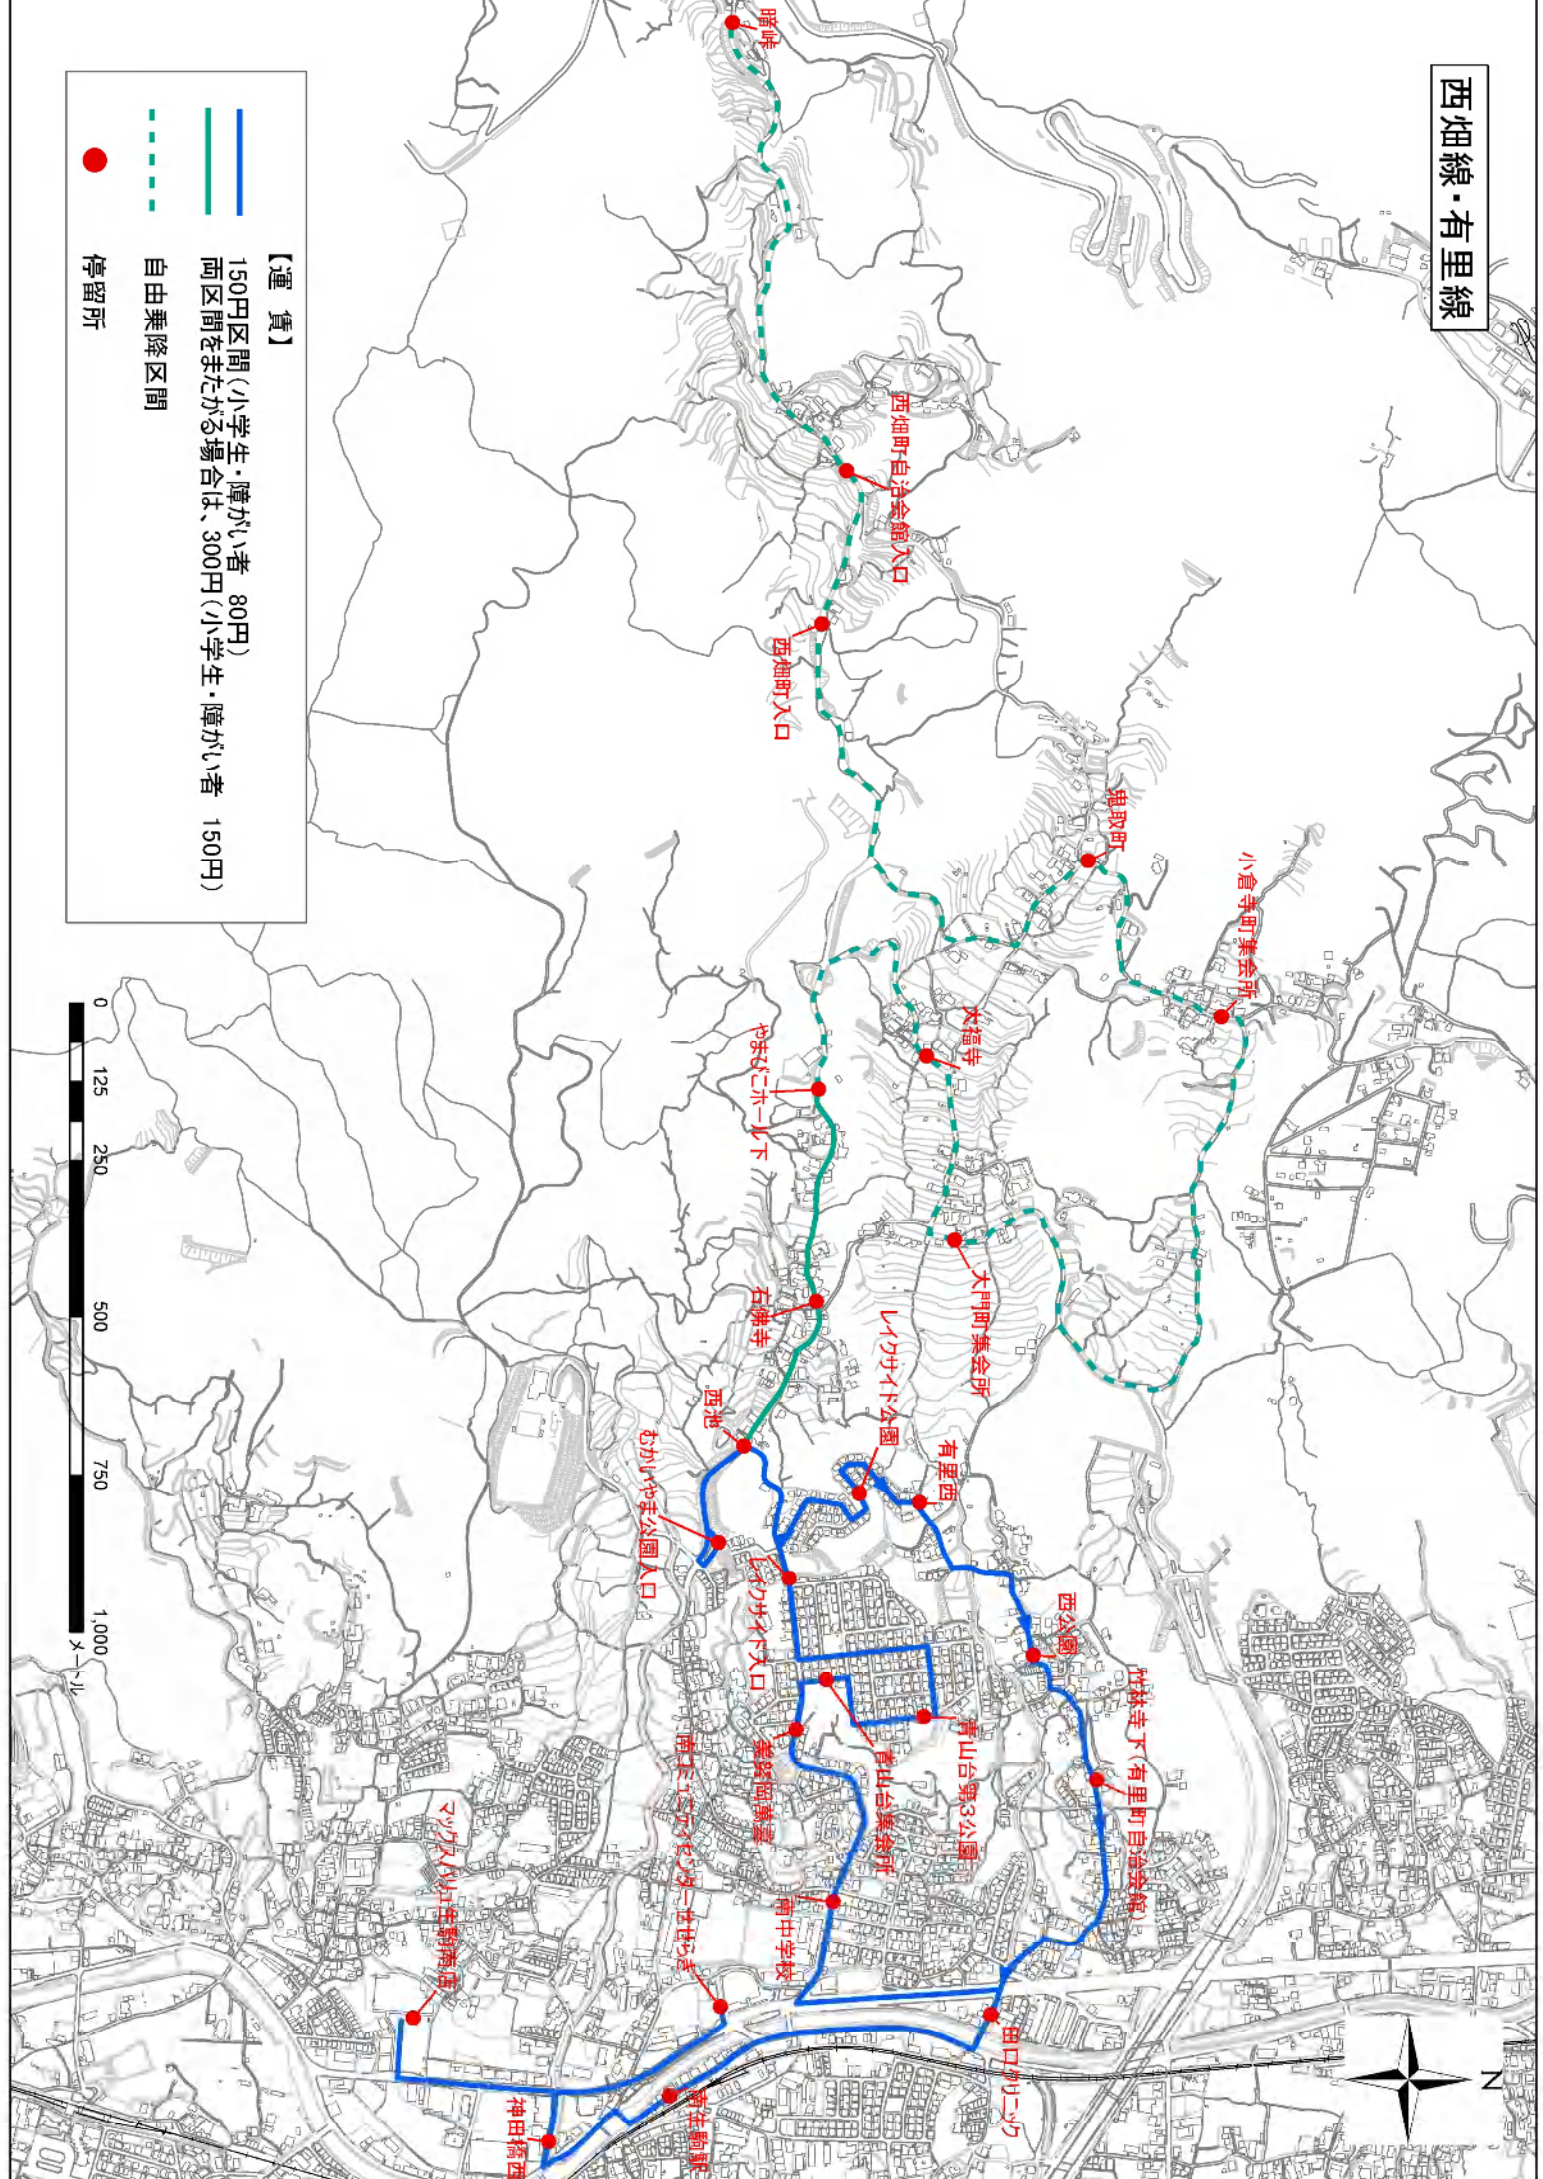 西畑線・有里線
暗峠
西畑町自治会館入口
西畑町入口
鬼取町
小倉寺町集会所
大福寺
やまびこホール下
大門町集会所
石佛寺
レイクサイド公園
西池
有里西
むかいやま公園入口
レイクサイド入口
西公園
竹林寺下(有里町自治会館)
青山台第3公園
青山台集会所
美努岡萬墓
南中学校
南デイケアセンターせせらぎ
マックスバリュ生駒南店
田口クリニック
南生駒駅
神田橋西
N
【運 賃】
150円区間(小学生・障がい者 80円)
両区間をまたがる場合は、300円(小学生・障がい者 150円)
自由乗降区間
停留所
0 125 250 500 750 1,000
メートル